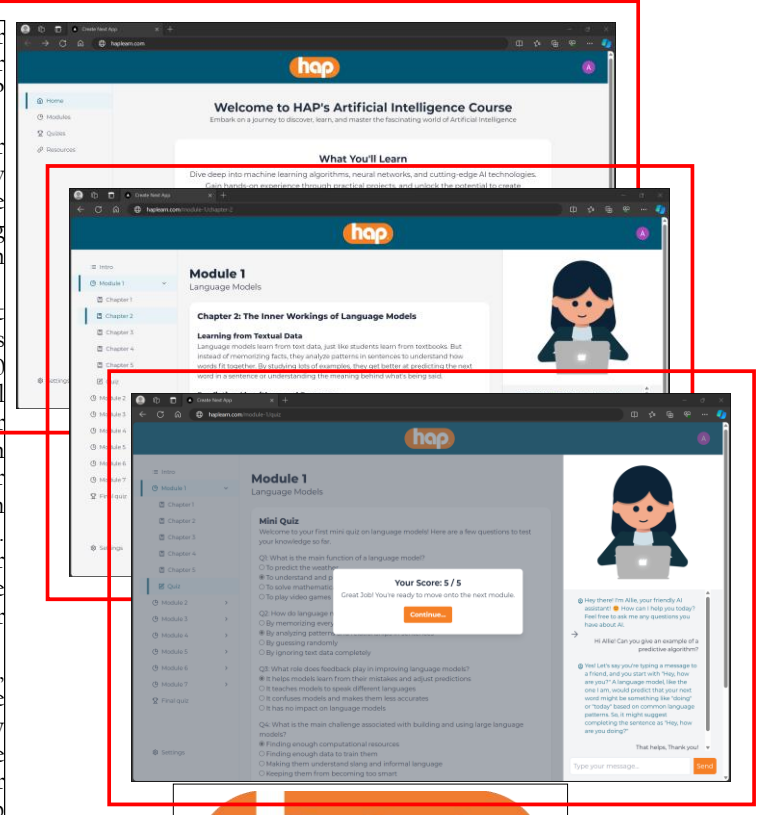 Create Next App
haplearn.com
hap
A
Home
Modules
Quizes
Resources
Welcome to HAP's Artificial Intelligence Course
Embark on a journey to discover, learn, and master the fascinating world of Artificial Intelligence
What You'll Learn
Dive deep into machine learning algorithms, neural networks, and cutting-edge AI technologies.
Gain hands-on experience through practical projects, and unlock the potential to create
Settings
Create Next App
haplearn.com/module-1/chapter-2
hap
A
Intro
Module 1
Chapter 1
Chapter 2
Chapter 3
Chapter 4
Chapter 5
Quiz
Module 2
Module 3
Module 4
Module 5
Module 6
Module 7
Final quiz
Settings
Module 1
Language Models
Chapter 2: The Inner Workings of Language Models
Learning from Textual Data
Language models learn from text data, just like students learn from textbooks. But
instead of memorizing facts, they analyze patterns in sentences to understand how
words fit together. By studying lots of examples, they get better at predicting the next
word in a sentence or understanding the meaning behind what's being said.
Create Next App
haplearn.com/module-1/quiz
hap
A
Intro
Module 1
Chapter 1
Chapter 2
Chapter 3
Chapter 4
Chapter 5
Quiz
Module 2
Module 3
Module 4
Module 5
Module 6
Module 7
Final quiz
Settings
Module 1
Language Models
Mini Quiz
Welcome to your first mini quiz on language models! Here are a few questions to test
your knowledge so far.
Q1: What is the main function of a language model?
To predict the weather
To understand and p
To solve mathematic
To play video games
Q2: How do language m
By memorizing every
By analyzing patterns
By guessing randomly
By ignoring text data completely
Q3: What role does feedback play in improving language models?
It helps models learn from their mistakes and adjust predictions
It teaches models to speak different languages
It confuses models and makes them less accurates
It has no impact on language models
Q4: What is the main challenge associated with building and using large language
models?
Finding enough computational resources
Finding enough data to train them
Making them understand slang and informal language
Keeping them from becoming too smart
Your Score: 5 / 5
Great Job! You're ready to move onto the next module.
Continue...
Hey there! I'm Allie, your friendly AI
assistant! How can I help you today?
Feel free to ask me any questions you
have about AI.
Hi Allie! Can you give an example of a
predictive algorithm?
Yes! Let's say you're typing a message to
a friend, and you start with "Hey, how
are you?" A language model, like the
one I am, would predict that your next
word might be something like "doing"
or "today" based on common language
patterns. So, it might suggest
completing the sentence as "Hey, how
are you doing?"
That helps, Thank you!
Type your message...
Send